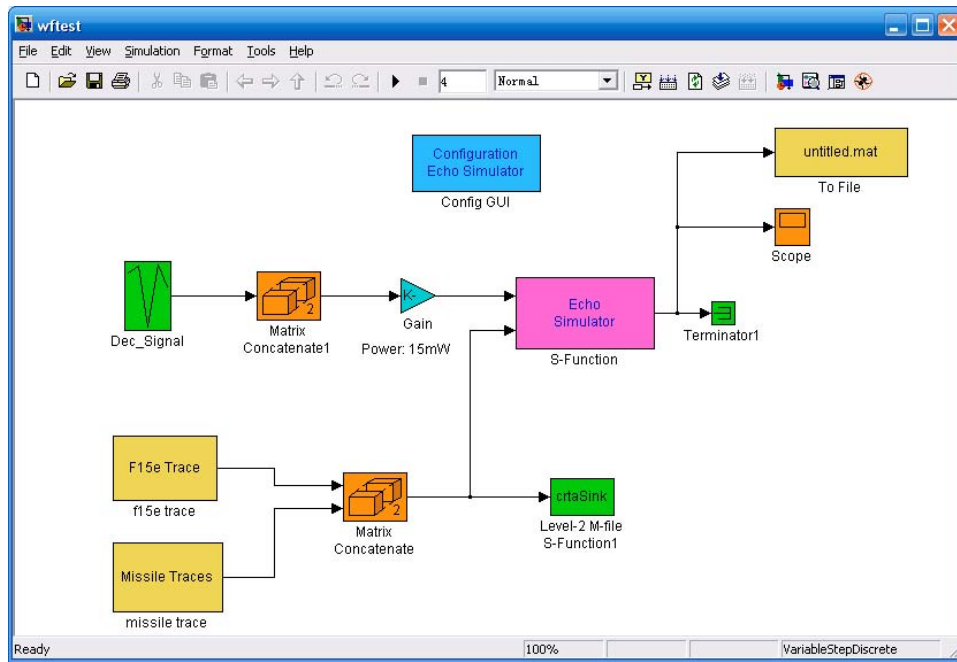 wftest
File Edit View Simulation Format Tools Help
4 Normal
Configuration
Echo Simulator
Config GUI
untitled.mat
To File
Scope
Dec_Signal
2
Matrix
Concatenate1
K-
Gain
Power: 15mW
Echo
Simulator
S-Function
Terminator1
F15e Trace
f15e trace
2
Matrix
Concatenate
crtaSink
Level-2 M-file
S-Function1
Missile Traces
missile trace
Ready 100% VariableStepDiscrete